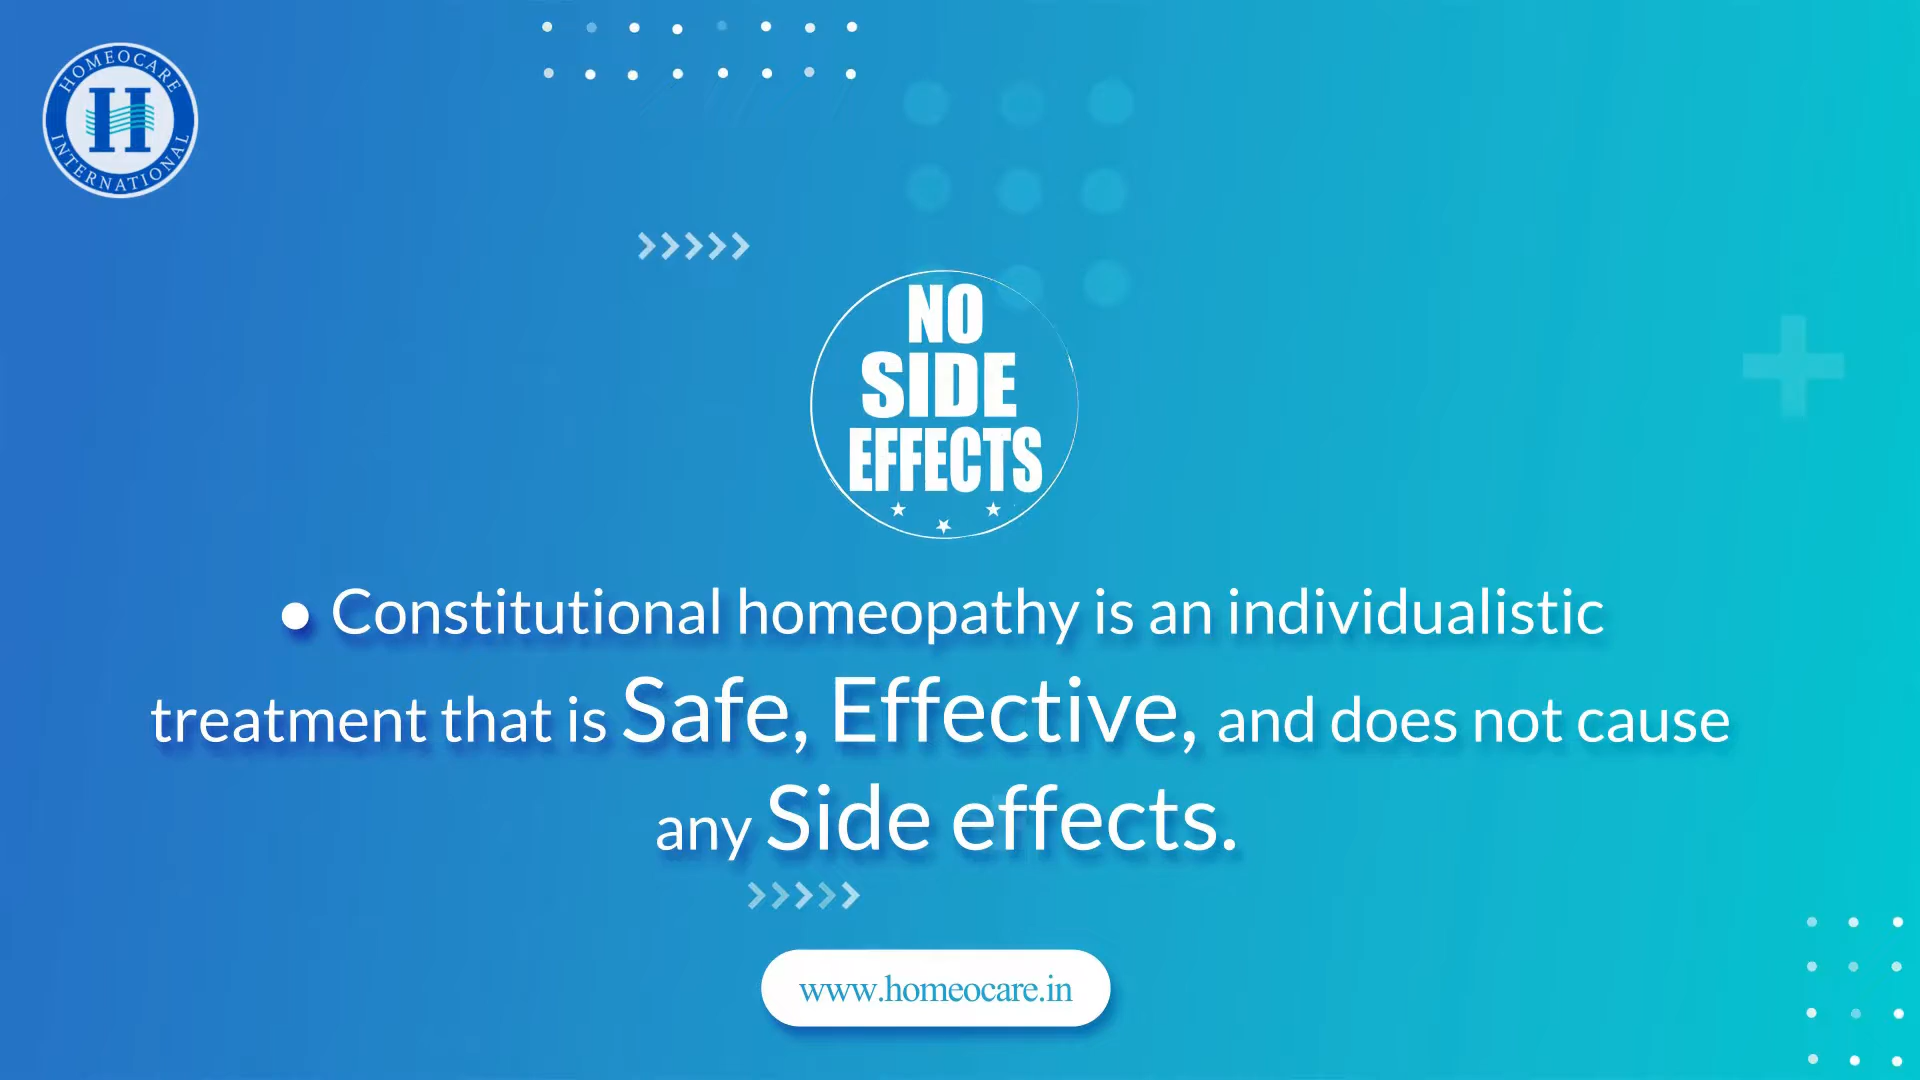 HOMEOCARE
INTERNATIONAL
H
NO
SIDE
EFFECTS
• Constitutional homeopathy is an individualistic
treatment that is Safe, Effective, and does not cause
any Side effects.
www.homeocare.in